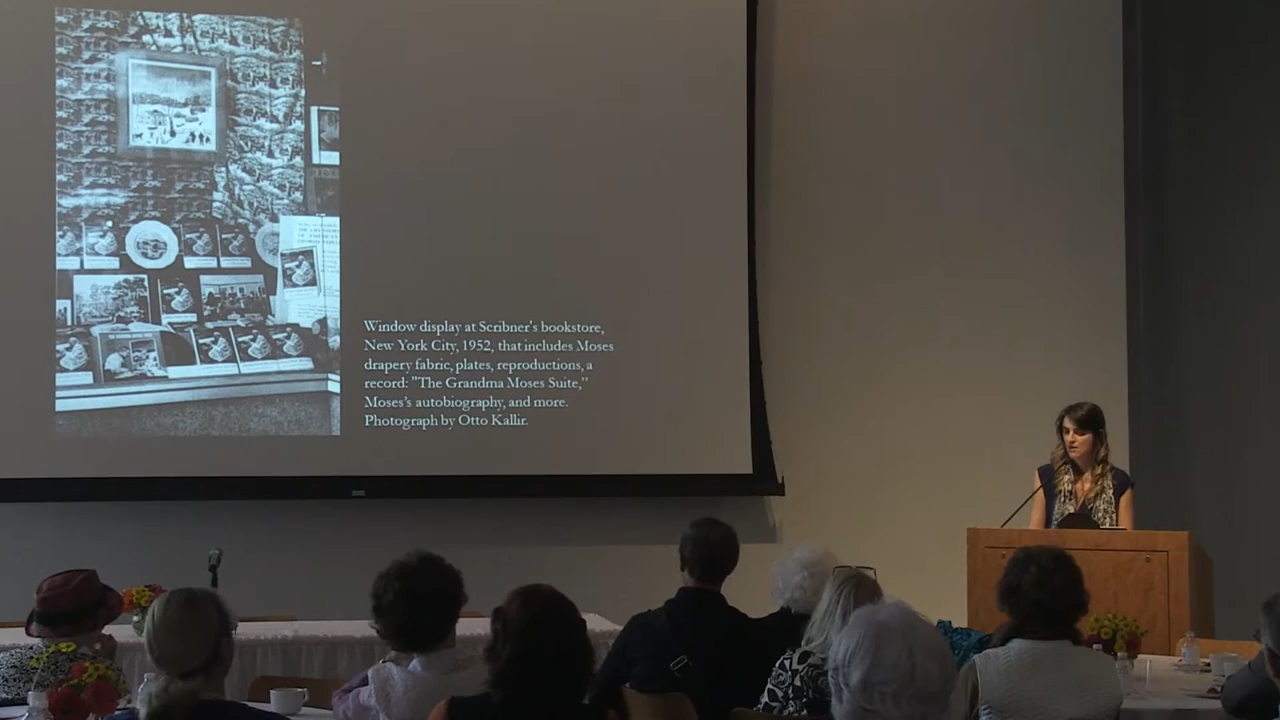 Window display at Scribner's bookstore,
New York City, 1952, that includes Moses
drapery fabric, plates, reproductions, a
record: "The Grandma Moses Suite,"
Moses's autobiography, and more.
Photograph by Otto Kallir.